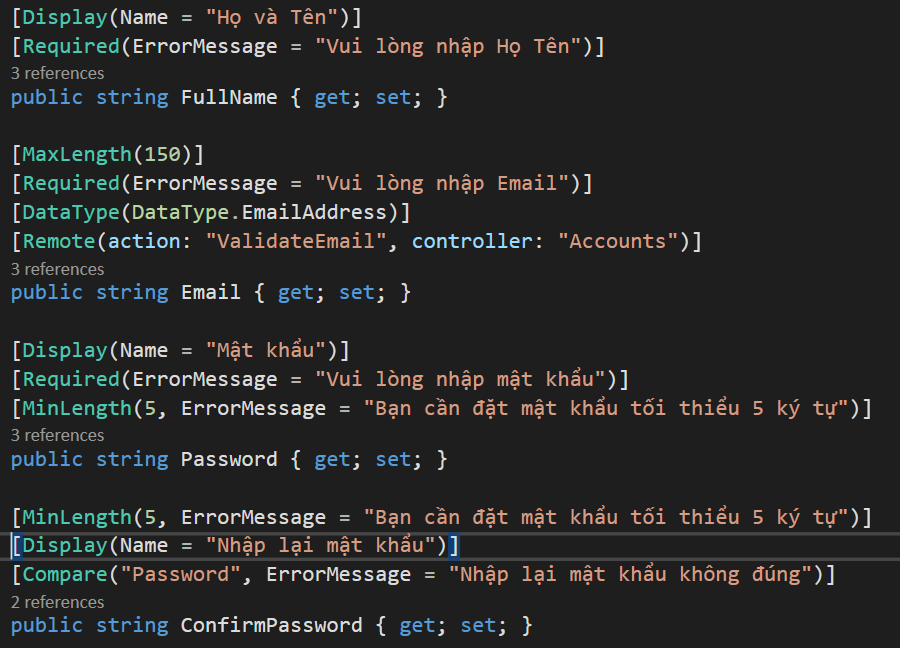 [Display(Name = "Họ và Tên")]
[Required(ErrorMessage = "Vui lòng nhập Họ Tên")]
3 references
public string FullName { get; set; }
[MaxLength(150)]
[Required(ErrorMessage = "Vui lòng nhập Email")]
[DataType(DataType.EmailAddress)]
[Remote(action: "ValidateEmail", controller: "Accounts")]
3 references
public string Email { get; set; }
[Display(Name = "Mật khẩu")]
[Required(ErrorMessage = "Vui lòng nhập mật khẩu")]
[MinLength(5, ErrorMessage = "Bạn cần đặt mật khẩu tối thiểu 5 ký tự")]
3 references
public string Password { get; set; }
[MinLength(5, ErrorMessage = "Bạn cần đặt mật khẩu tối thiểu 5 ký tự")]
[Display(Name = "Nhập lại mật khẩu")]
[Compare("Password", ErrorMessage = "Nhập lại mật khẩu không đúng")]
2 references
public string ConfirmPassword { get; set; }